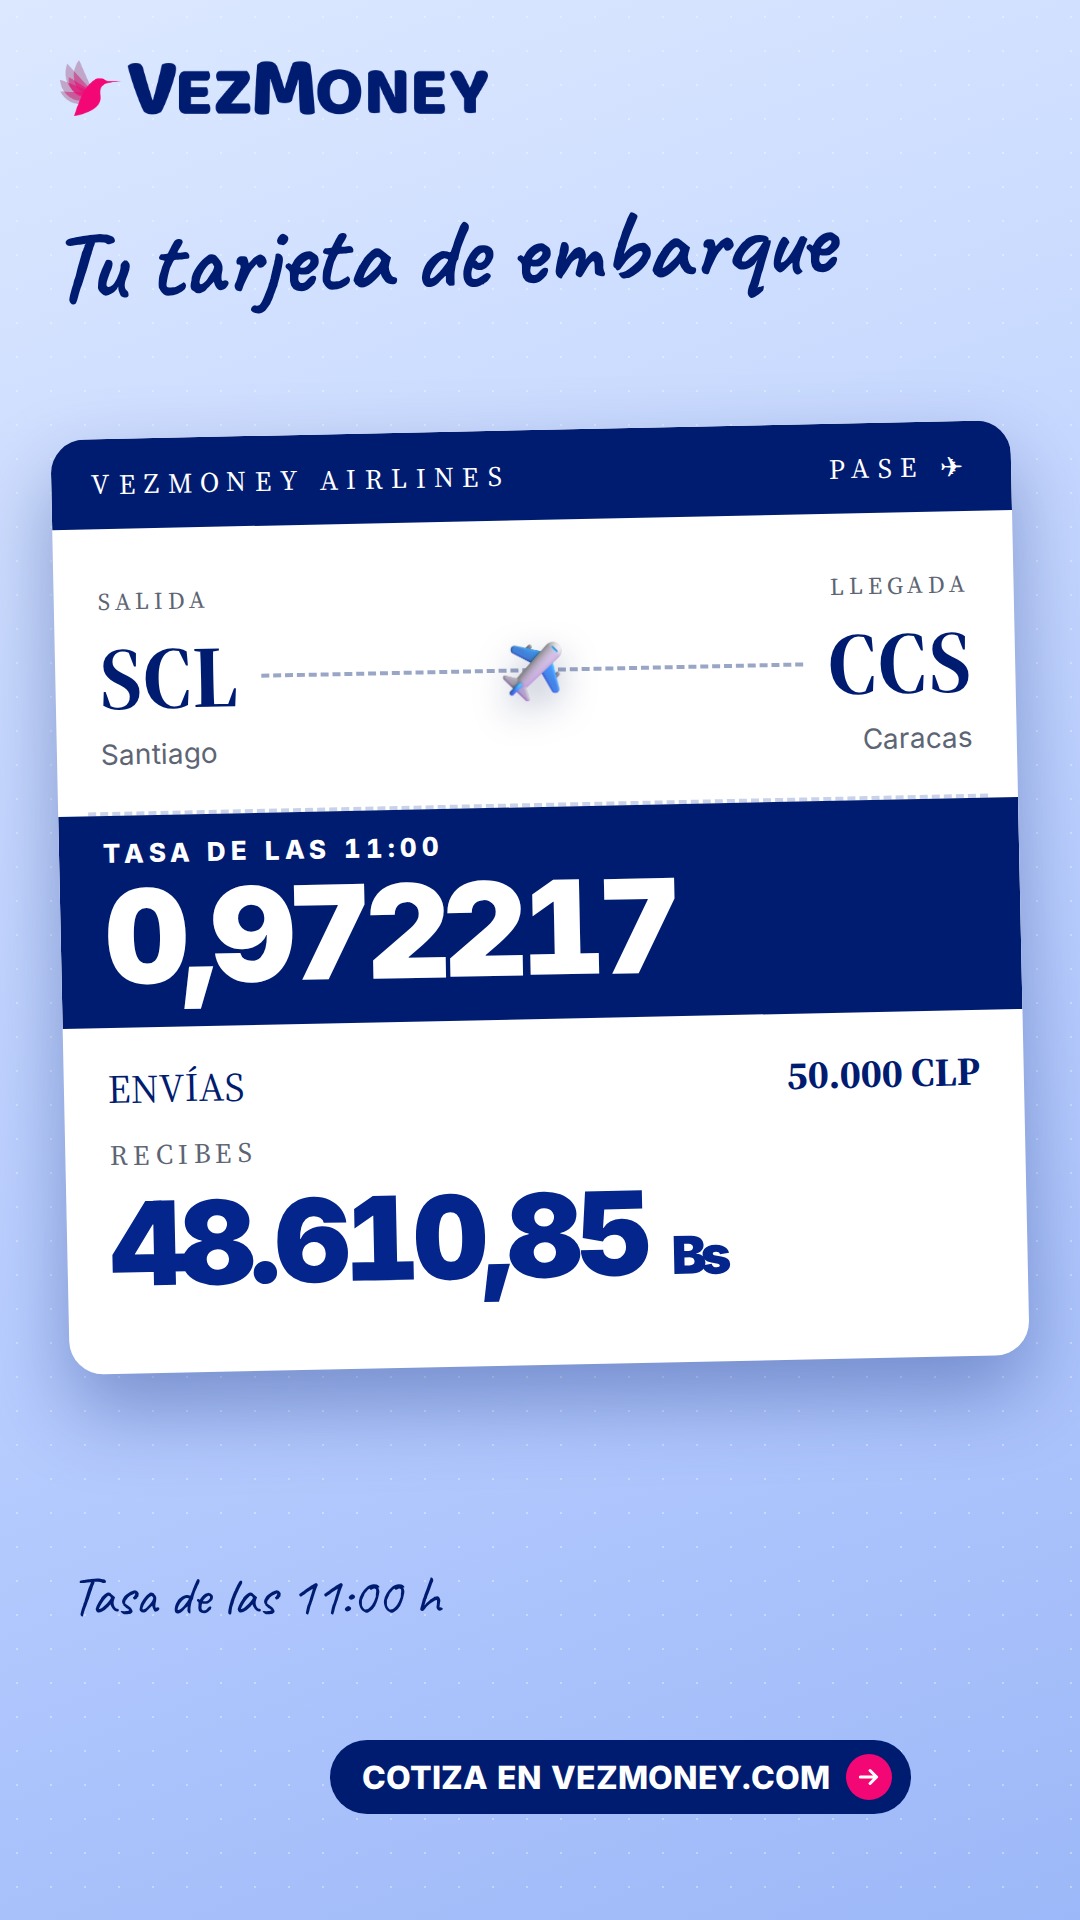 VEZMONEY
Tu tarjeta de embarque
VEZMONEY AIRLINES PASE ✈
SALIDA LLEGADA
SCL CCS
Santiago Caracas
TASA DE LAS 11:00
0,972217
ENVÍAS 50.000 CLP
RECIBES
48.610,85 Bs
Tasa de las 11:00 h
COTIZA EN VEZMONEY.COM